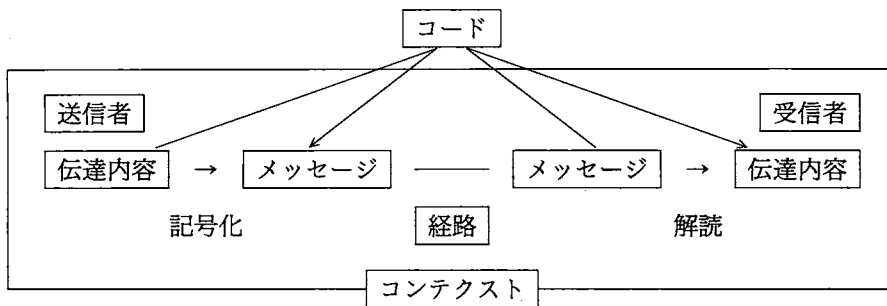 コード
送信者 受信者
伝達内容 → メッセージ メッセージ → 伝達内容
記号化 経路 解読
コンテクスト